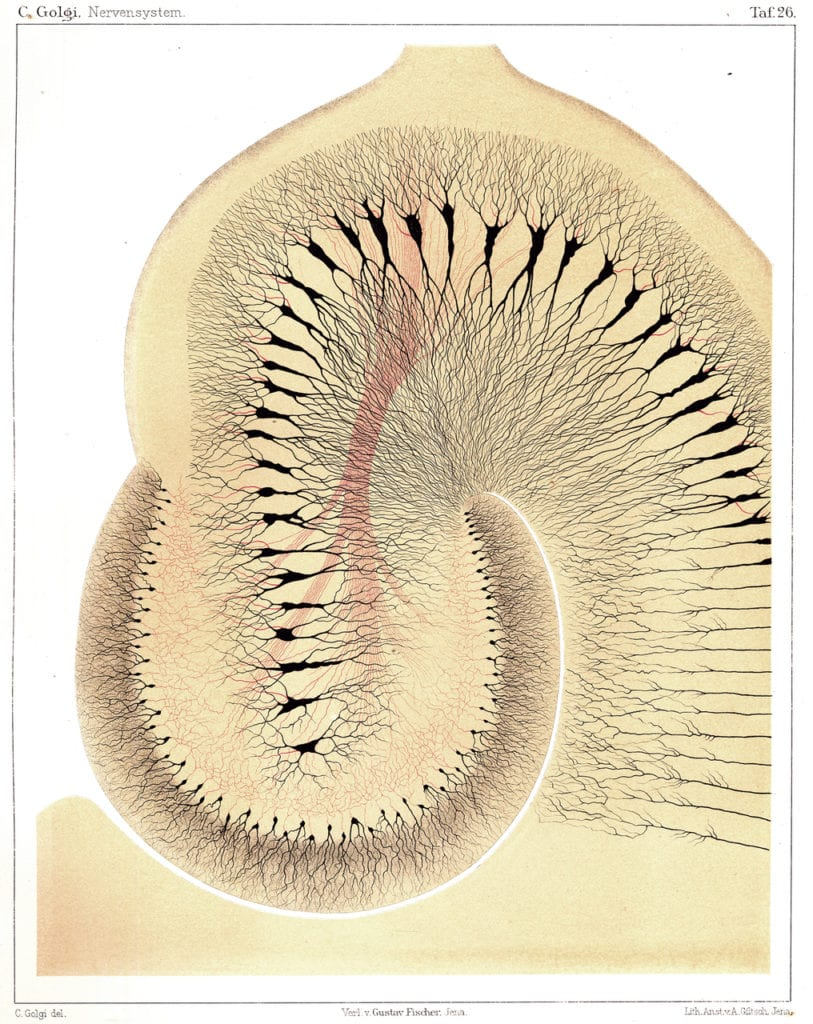 C. Golgi. Nervensystem.
Taf. 26.
C. Golgi del.
Verl. v. Gustav Fischer. Jena.
Lith. Anst. v. A. Giltsch, Jena.